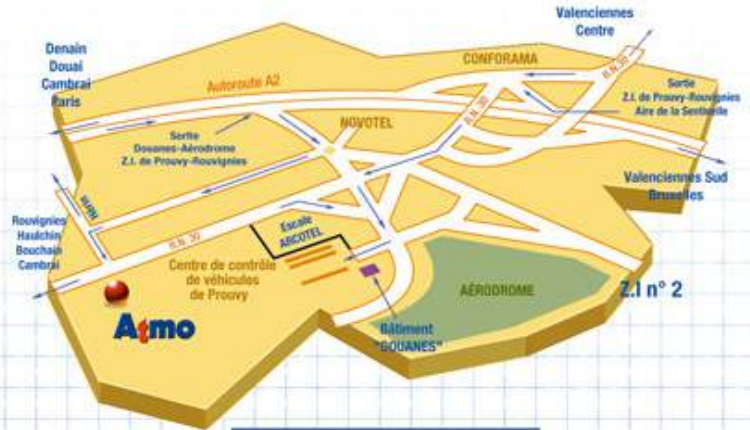 Valenciennes
Centre
Denain
Douai
Cambrai
Paris
CONFORAMA
R.N. 30
Autoroute A2
Sortie
Z.I. de Prouvy-Rouvignies
Aire de la Sentinelle
R.N. 30
NOVOTEL
Sortie
Douanes-Aérodrome
Z.I. de Prouvy-Rouvignies
Valenciennes Sud
Bruxelles
Rouvignies
Haulchin
Bouchain
Cambrai
R.N. 30
Escale
ARCOTEL
Centre de contrôle
de véhicules
de Prouvy
AÉRODROME
Z.I n° 2
Atmo
Bâtiment
"DOUANES"